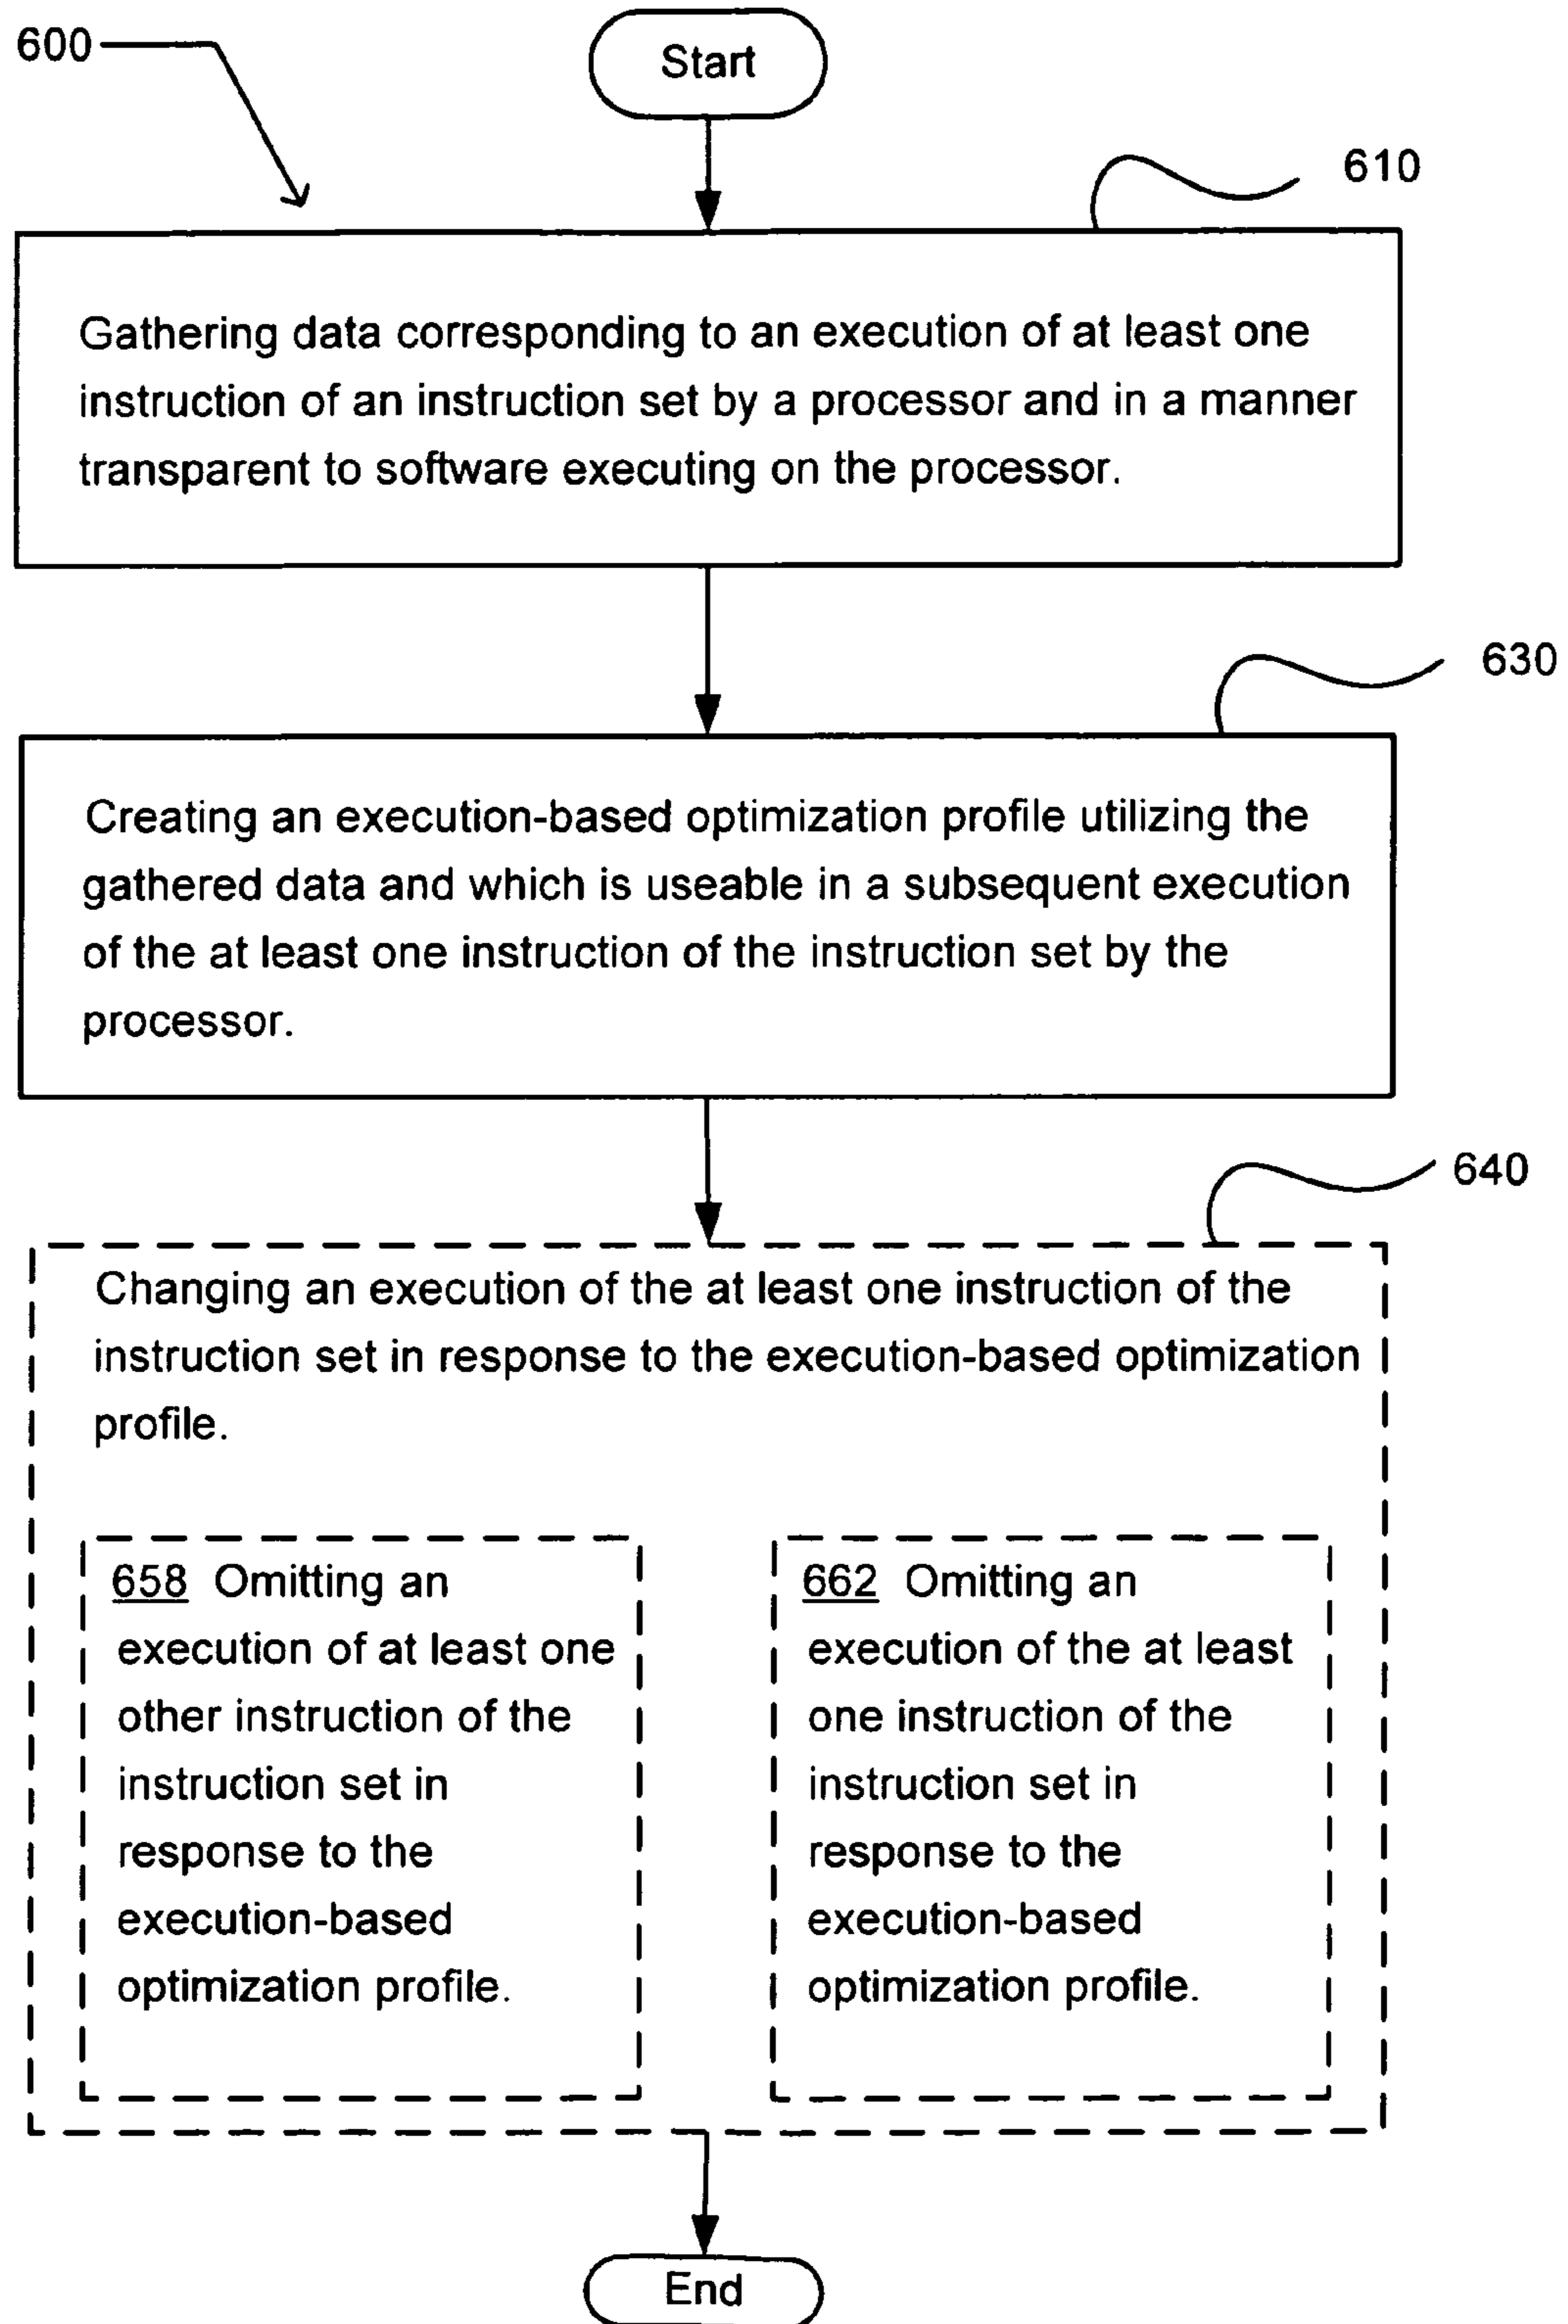 600
Start
610
Gathering data corresponding to an execution of at least one
instruction of an instruction set by a processor and in a manner
transparent to software executing on the processor.
630
Creating an execution-based optimization profile utilizing the
gathered data and which is useable in a subsequent execution
of the at least one instruction of the instruction set by the
processor.
640
Changing an execution of the at least one instruction of the
instruction set in response to the execution-based optimization
profile.
658 Omitting an
execution of at least one
other instruction of the
instruction set in
response to the
execution-based
optimization profile.
662 Omitting an
execution of the at least
one instruction of the
instruction set in
response to the
execution-based
optimization profile.
End